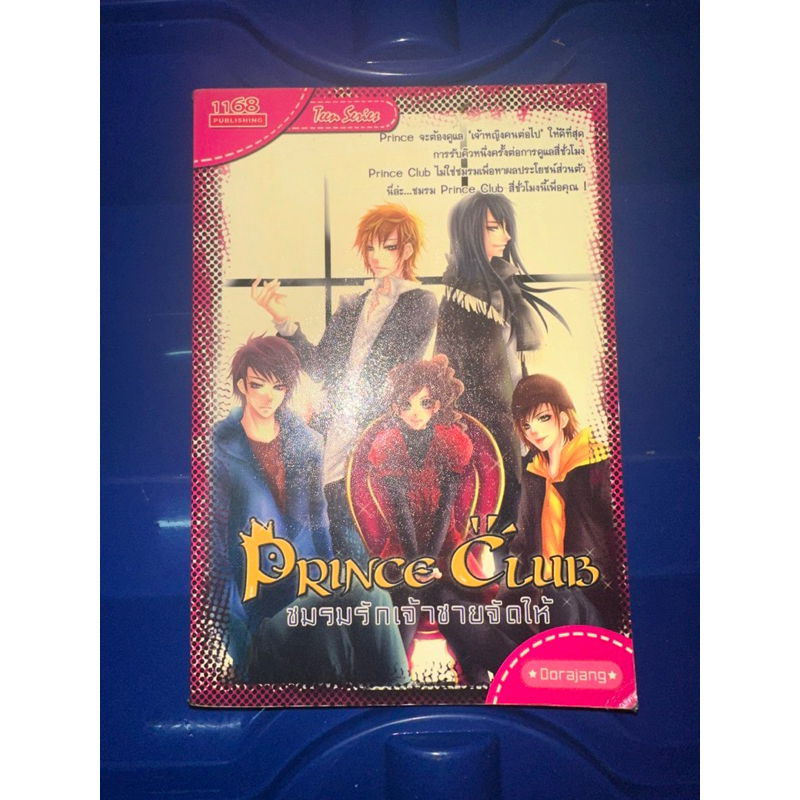 1168
PUBLISHING
Teen Series
Prince จะต้องดูแล 'เจ้าหญิงคนต่อไป' ให้ดีที่สุด
การรับคิวหนึ่งครั้งต่อการดูแลสี่ชั่วโมง
Prince Club ไม่ใช่ชมรมเพื่อหาผลประโยชน์ส่วนตัว
นี่ล่ะ...ชมรม Prince Club สี่ชั่วโมงนี้เพื่อคุณ !
PRINCE CLUB
ชมรมรักเจ้าชายจัดให้
Dorajang